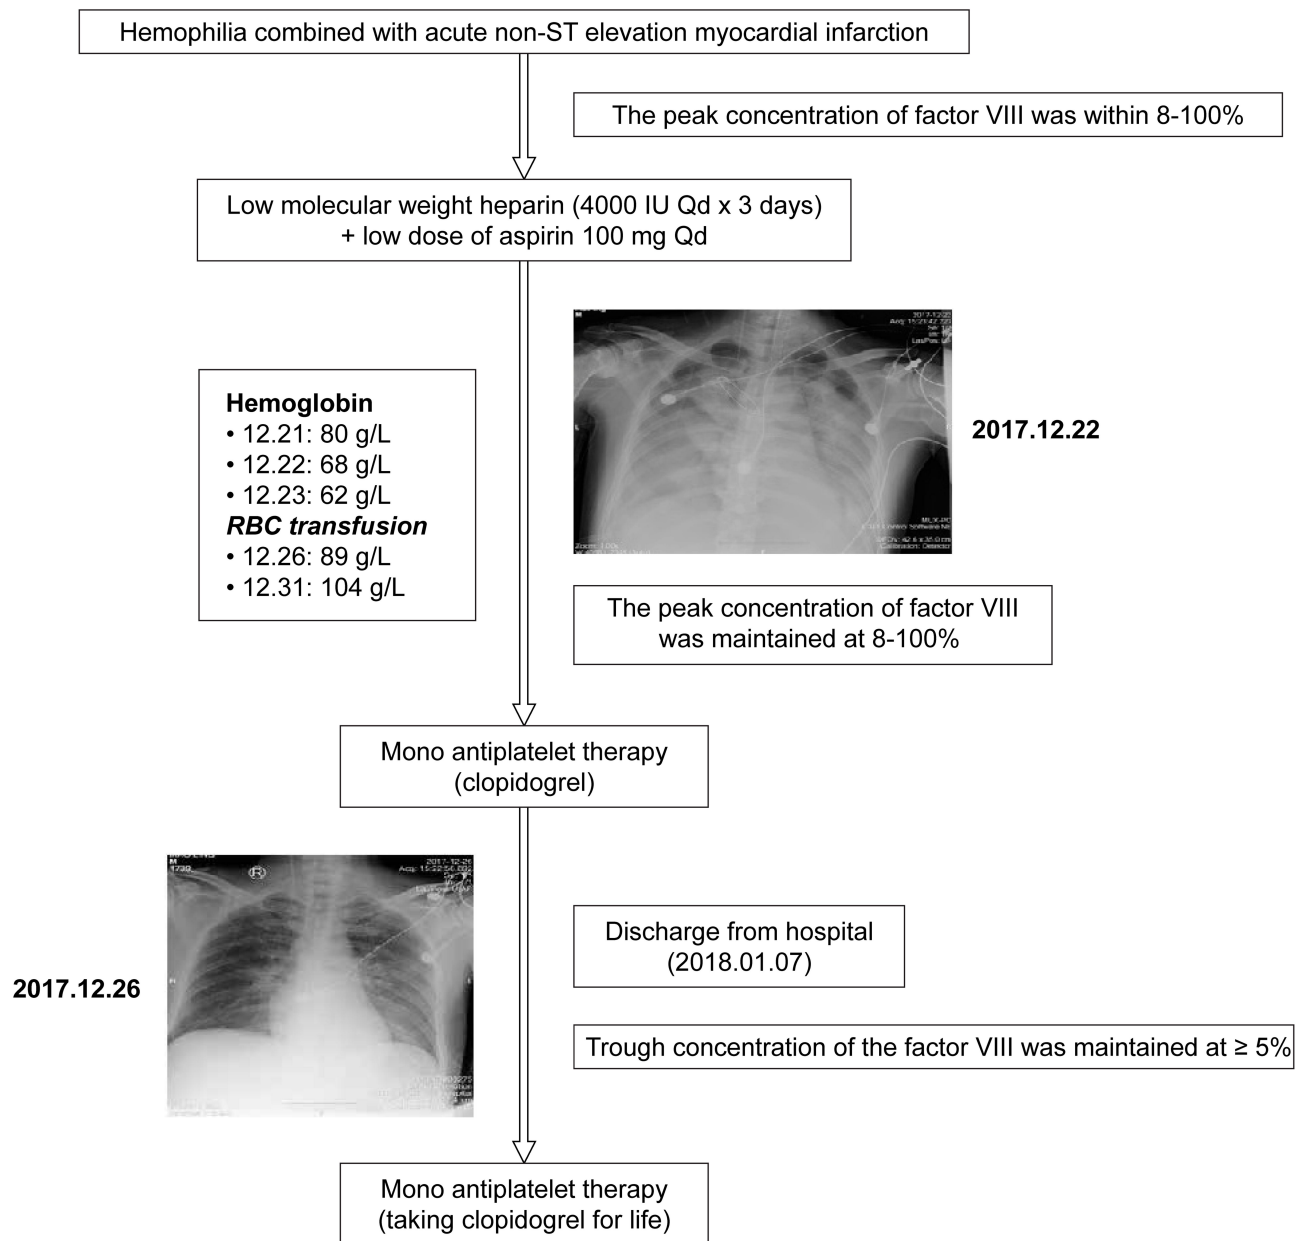 Hemophilia combined with acute non-ST elevation myocardial infarction
The peak concentration of factor VIII was within 8-100%
Low molecular weight heparin (4000 IU Qd x 3 days)
+ low dose of aspirin 100 mg Qd
Hemoglobin
• 12.21: 80 g/L
• 12.22: 68 g/L
• 12.23: 62 g/L
RBC transfusion
• 12.26: 89 g/L
• 12.31: 104 g/L
2017.12.22
The peak concentration of factor VIII
was maintained at 8-100%
Mono antiplatelet therapy
(clopidogrel)
M
2017-12-26
R
2017.12.26
Discharge from hospital
(2018.01.07)
Trough concentration of the factor VIII was maintained at ≥ 5%
Mono antiplatelet therapy
(taking clopidogrel for life)